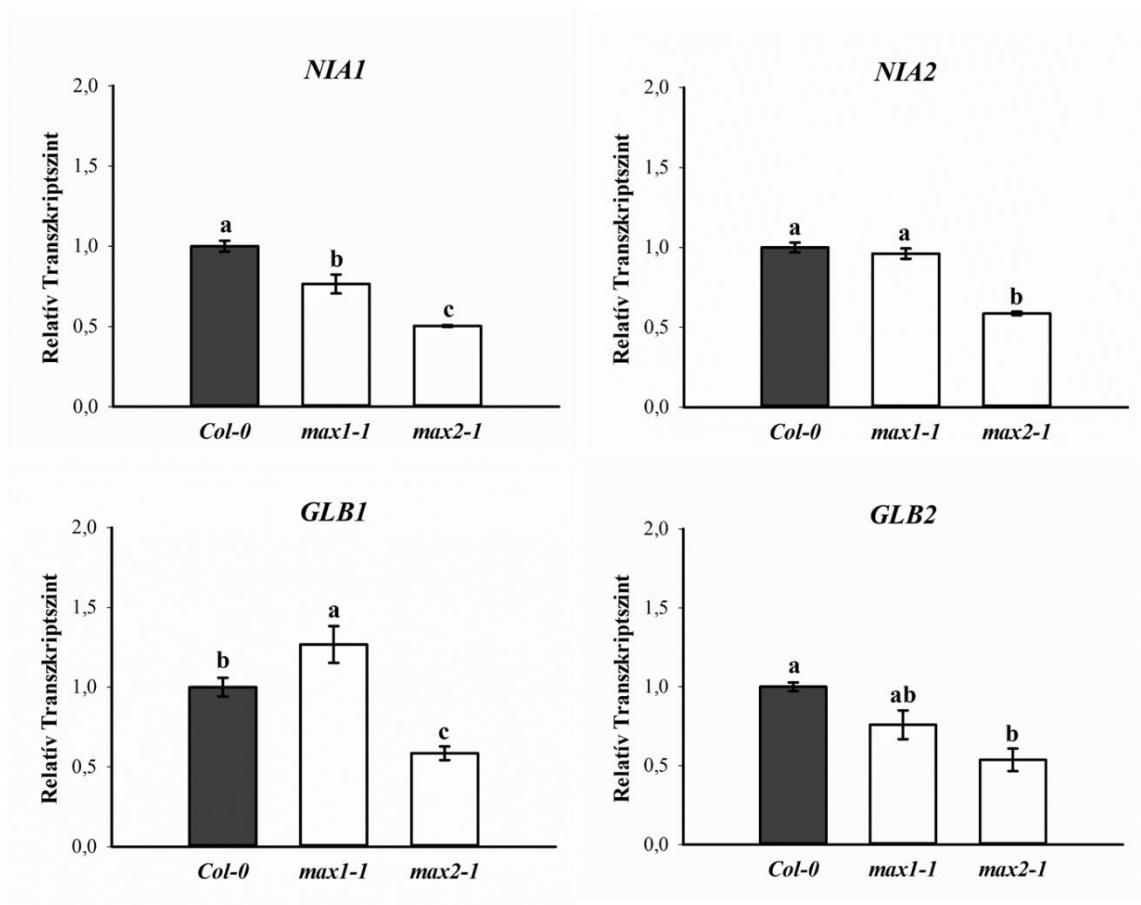 NIA1
2,0
1,5
1,0
0,5
0,0
Relatív Transzkriptszint
a
b
c
Col-0 max1-1 max2-1
NIA2
2,0
1,5
1,0
0,5
0,0
Relatív Transzkriptszint
a
a
b
Col-0 max1-1 max2-1
GLB1
2,0
1,5
1,0
0,5
0,0
Relatív Transzkriptszint
b
a
c
Col-0 max1-1 max2-1
GLB2
2,0
1,5
1,0
0,5
0,0
Relatív Transzkriptszint
a
ab
b
Col-0 max1-1 max2-1